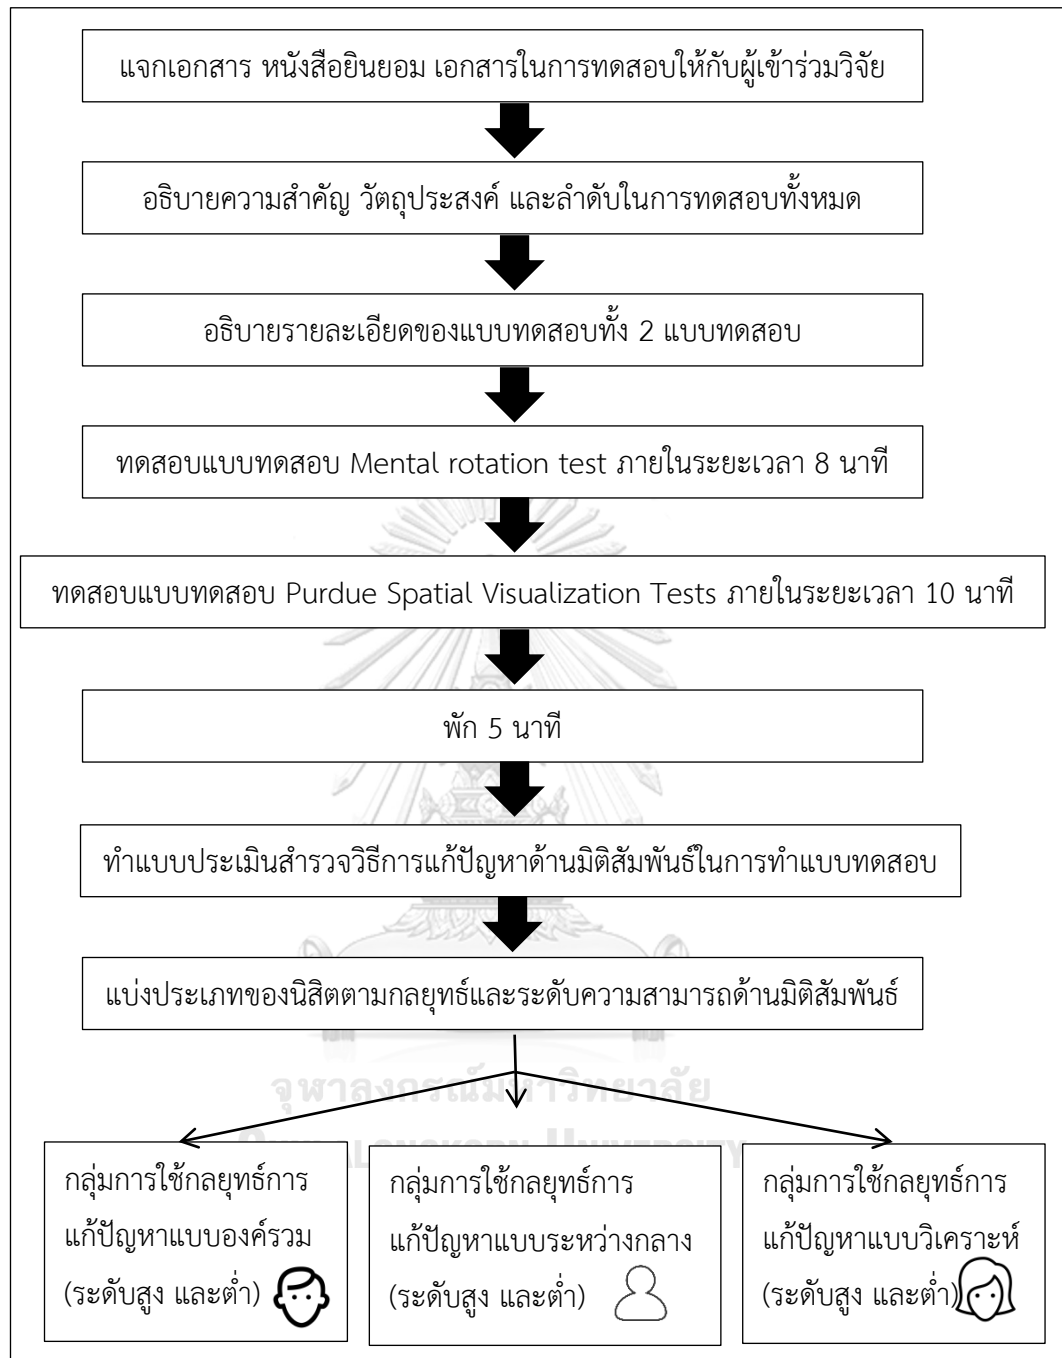 แจกเอกสาร หนังสือยินยอม เอกสารในการทดสอบให้กับผู้เข้าร่วมวิจัย
อธิบายความสำคัญ วัตถุประสงค์ และลำดับในการทดสอบทั้งหมด
อธิบายรายละเอียดของแบบทดสอบทั้ง 2 แบบทดสอบ
ทดสอบแบบทดสอบ Mental rotation test ภายในระยะเวลา 8 นาที
ทดสอบแบบทดสอบ Purdue Spatial Visualization Tests ภายในระยะเวลา 10 นาที
พัก 5 นาที
ทำแบบประเมินสำรวจวิธีการแก้ปัญหาด้านมิติสัมพันธ์ในการทำแบบทดสอบ
แบ่งประเภทของนิสิตตามกลยุทธ์และระดับความสามารถด้านมิติสัมพันธ์
จุฬาลงกรณ์มหาวิทยาลัย
กลุ่มการใช้กลยุทธ์การ
แก้ปัญหาแบบองค์รวม
(ระดับสูง และต่ำ)
กลุ่มการใช้กลยุทธ์การ
แก้ปัญหาแบบระหว่างกลาง
(ระดับสูง และต่ำ)
กลุ่มการใช้กลยุทธ์การ
แก้ปัญหาแบบวิเคราะห์
(ระดับสูง และต่ำ)